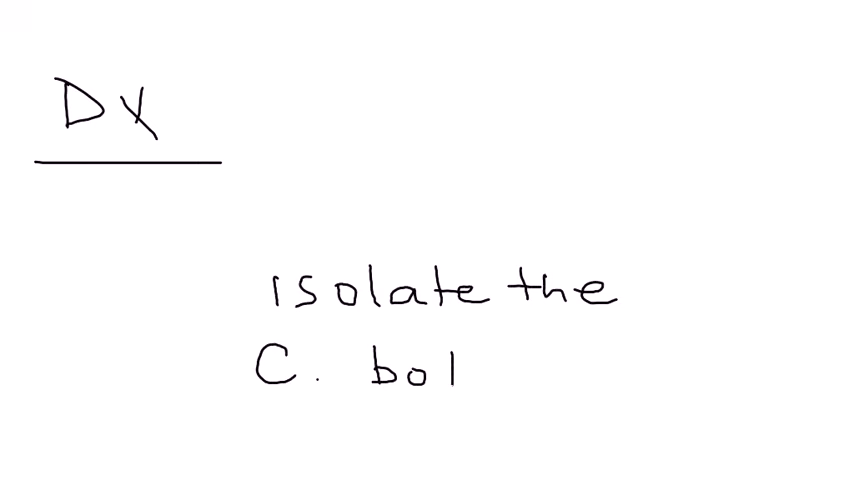 DX
isolate the
C. bol